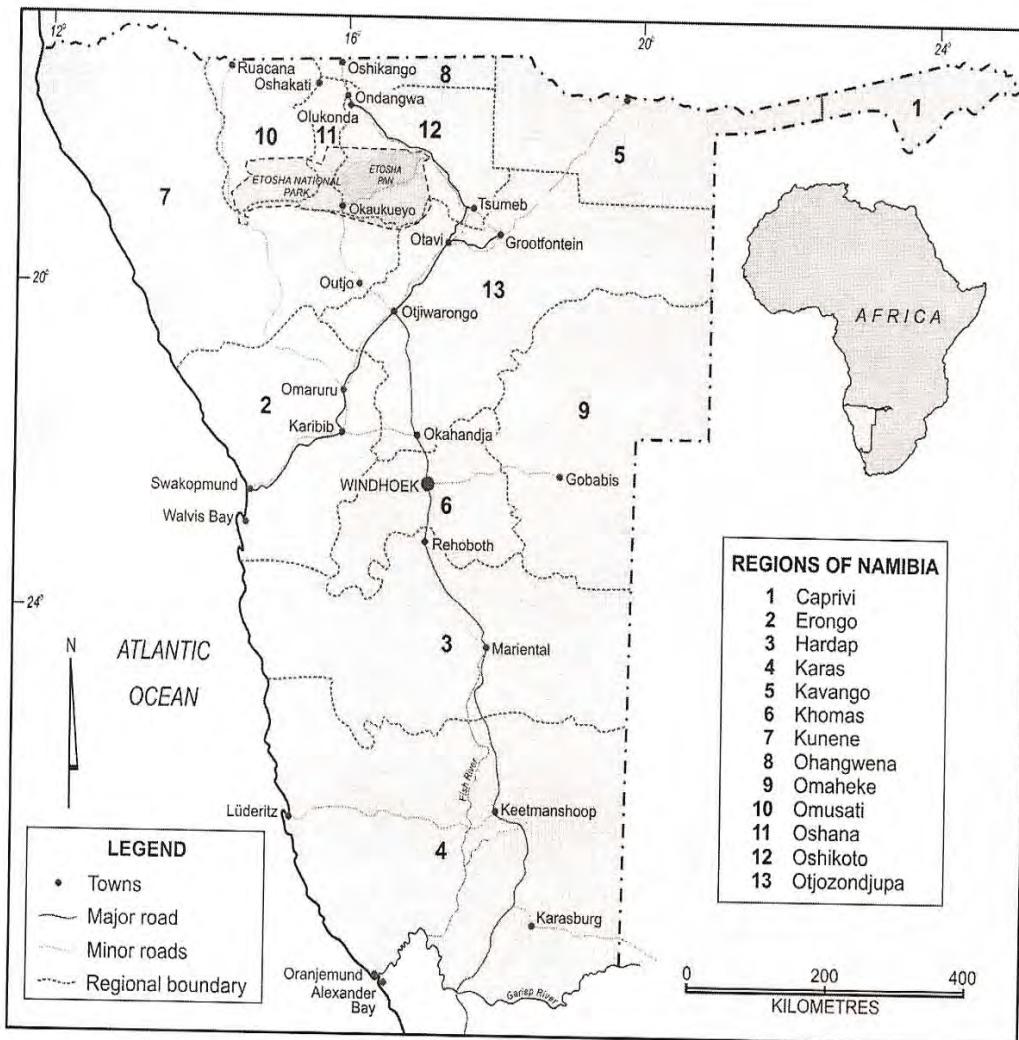 12°
16°
20°
24°
Ruacana
Oshikango
8
Oshakati
Ondangwa
1
Olukonda
12
10
11
5
ETOSHA
PAN
ETOSHA NATIONAL
PARK
7
Okaukueyo
Tsumeb
Otavi
Grootfontein
20°
Outjo
13
Otjiwarongo
AFRICA
Omaruru
2
9
Karibib
Okahandja
Swakopmund
WINDHOEK
Gobabis
6
Walvis Bay
Rehoboth
24°
N
ATLANTIC
OCEAN
3
Mariental
Fish River
Lüderitz
Keetmanshoop
4
Karasburg
Oranjemund
Alexander
Bay
Gariep River
REGIONS OF NAMIBIA
1 Caprivi
2 Erongo
3 Hardap
4 Karas
5 Kavango
6 Khomas
7 Kunene
8 Ohangwena
9 Omaheke
10 Omusati
11 Oshana
12 Oshikoto
13 Otjozondjupa
LEGEND
Towns
Major road
Minor roads
Regional boundary
0 200 400
KILOMETRES